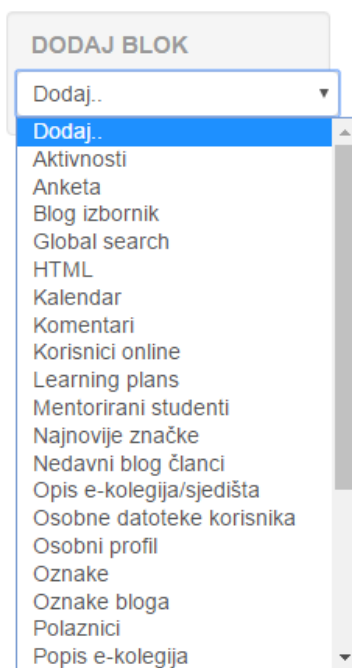 DODAJ BLOK
Dodaj..
Dodaj..
Aktivnosti
Anketa
Blog izbornik
Global search
HTML
Kalendar
Komentari
Korisnici online
Learning plans
Mentorirani studenti
Najnovije značke
Nedavni blog članci
Opis e-kolegija/sjedišta
Osobne datoteke korisnika
Osobni profil
Oznake
Oznake bloga
Polaznici
Popis e-kolegija